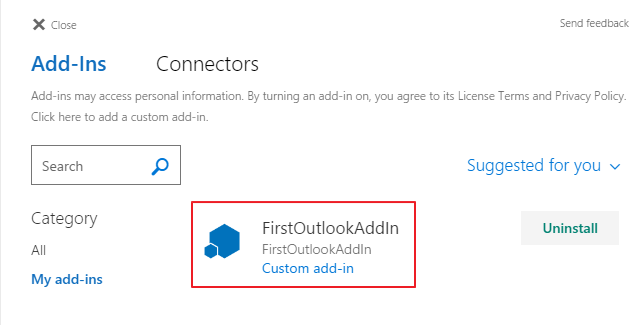 Close
Send feedback
Add-Ins
Connectors
Add-ins may access personal information. By turning an add-in on, you agree to its License Terms and Privacy Policy.
Click here to add a custom add-in.
Search
Suggested for you
Category
All
My add-ins
FirstOutlookAddIn
FirstOutlookAddIn
Custom add-in
Uninstall